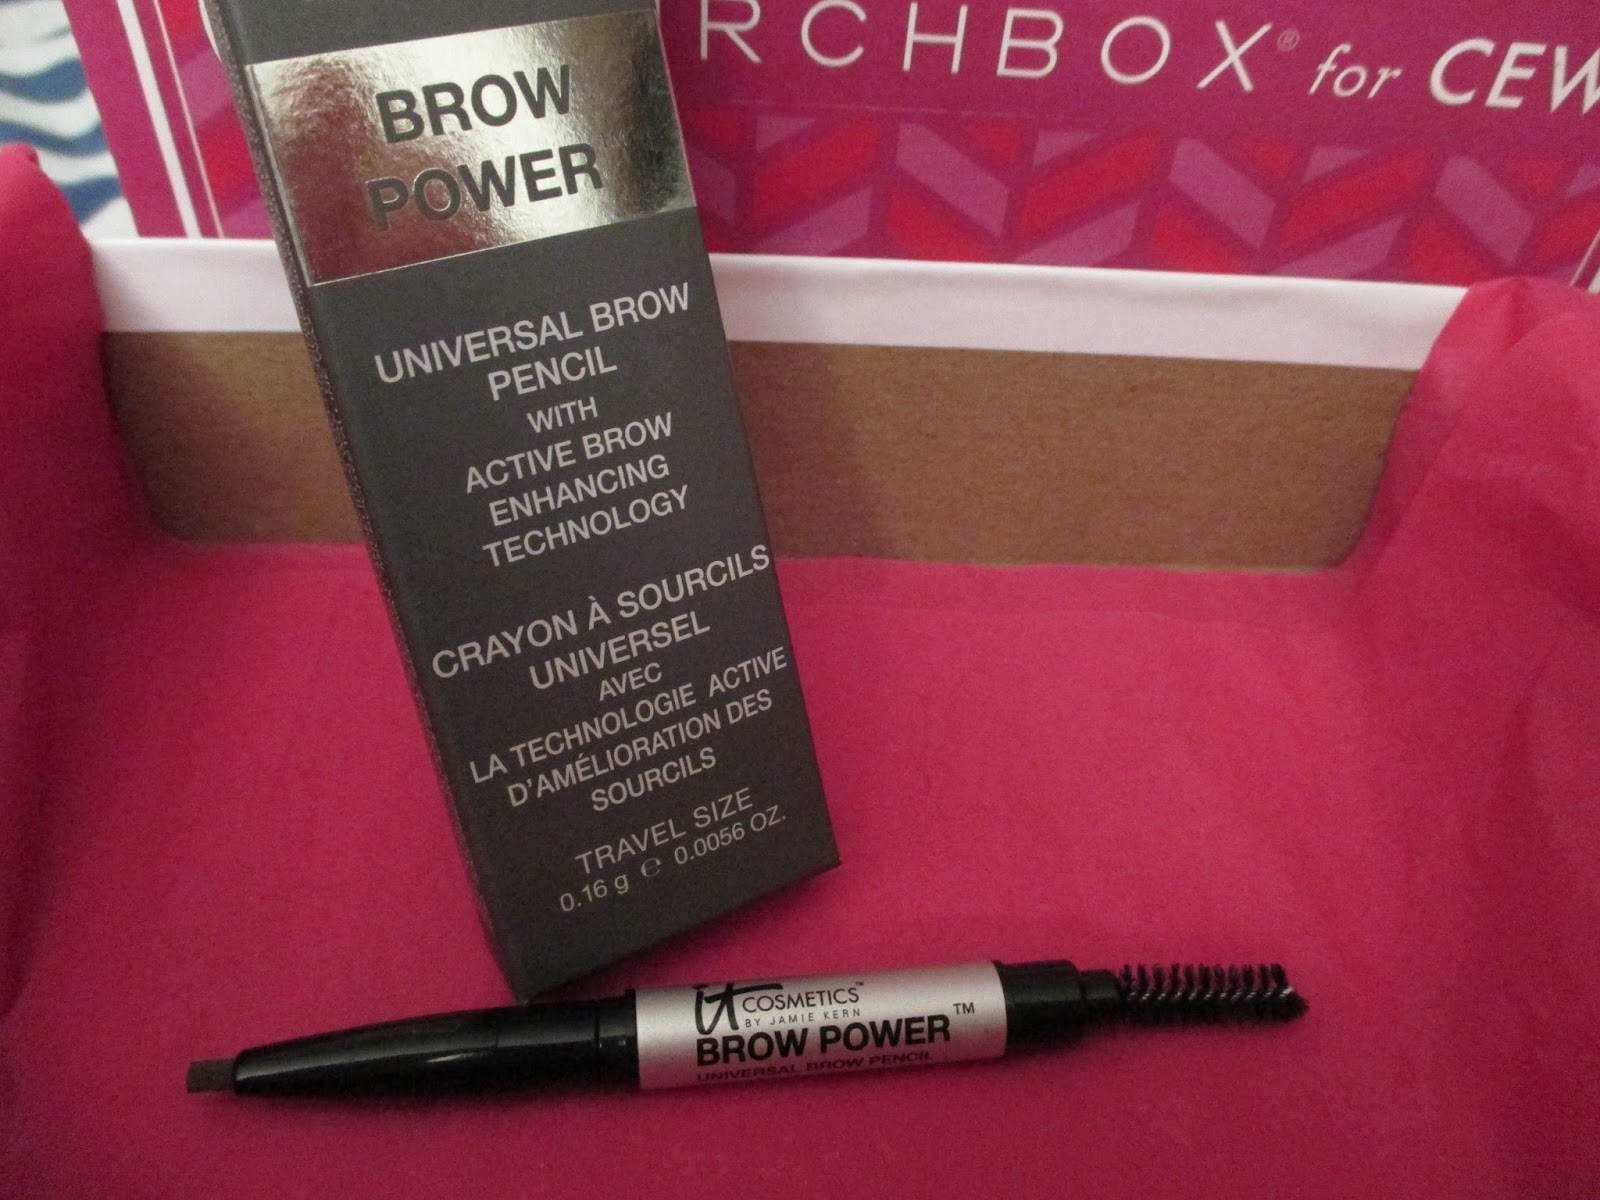 RCHBOX® for CEW
BROW
POWER
UNIVERSAL BROW
PENCIL
WITH
ACTIVE BROW
ENHANCING
TECHNOLOGY
CRAYON À SOURCILS
UNIVERSEL
AVEC
LA TECHNOLOGIE ACTIVE
D'AMÉLIORATION DES
SOURCILS
TRAVEL SIZE
0.16 g ℮ 0.0056 OZ.
it COSMETICS™
BY JAMIE KERN
BROW POWER™
UNIVERSAL BROW PENCIL